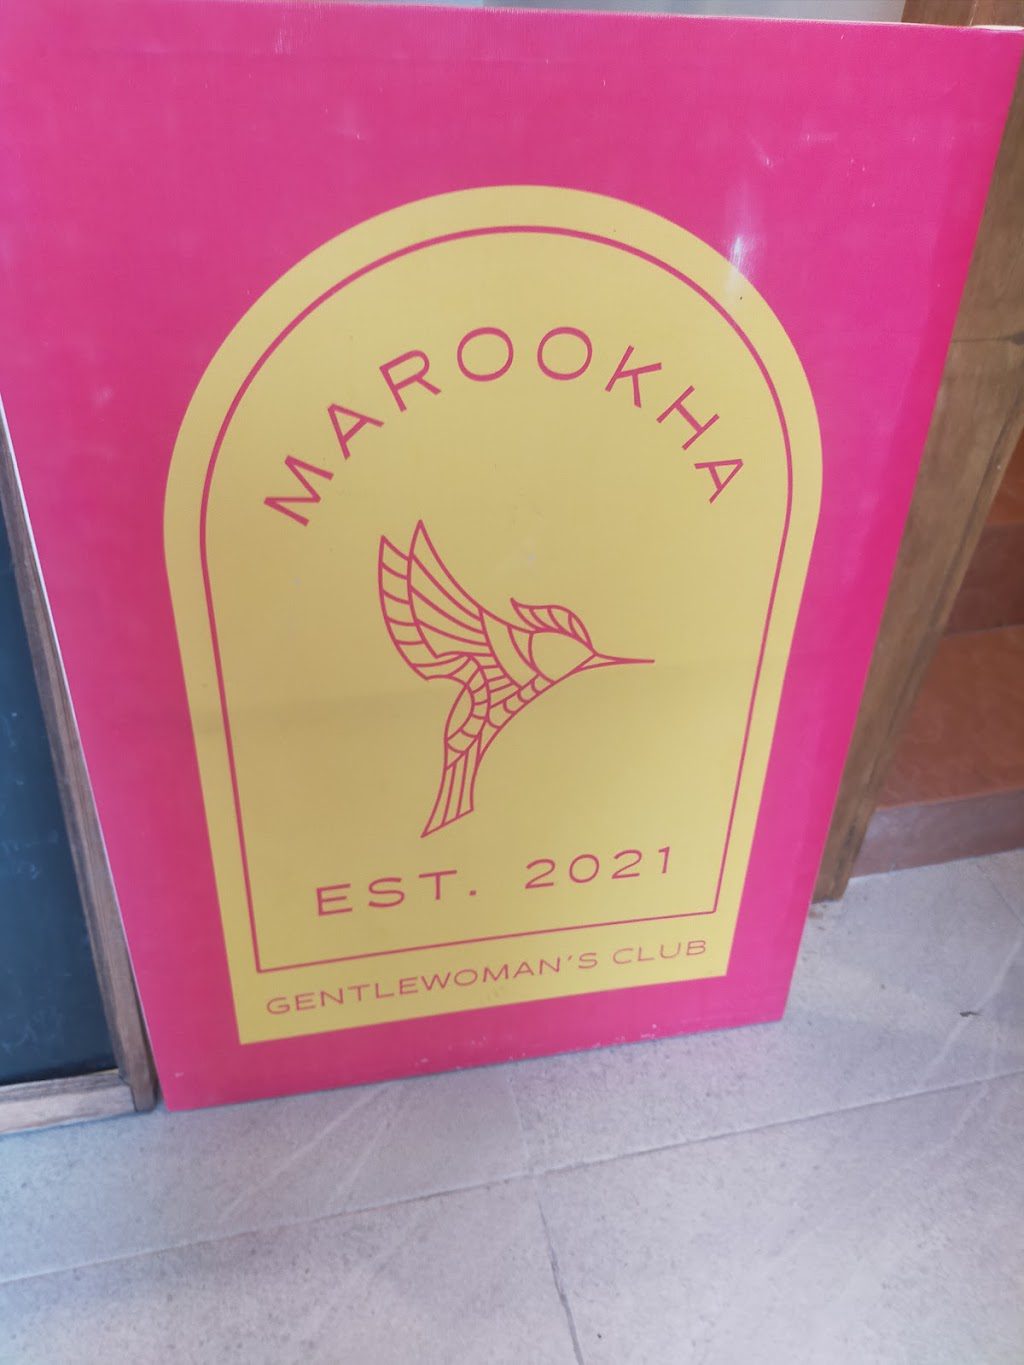 MAROOKHA
EST. 2021
GENTLEWOMAN'S CLUB